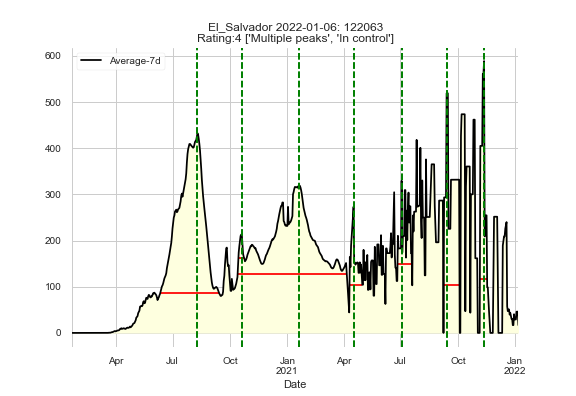 El_Salvador 2022-01-06: 122063
Rating:4 ['Multiple peaks', 'In control']
Average-7d
600
500
400
300
200
100
0
Apr Jul Oct Jan Apr Jul Oct Jan
2021 2022
Date